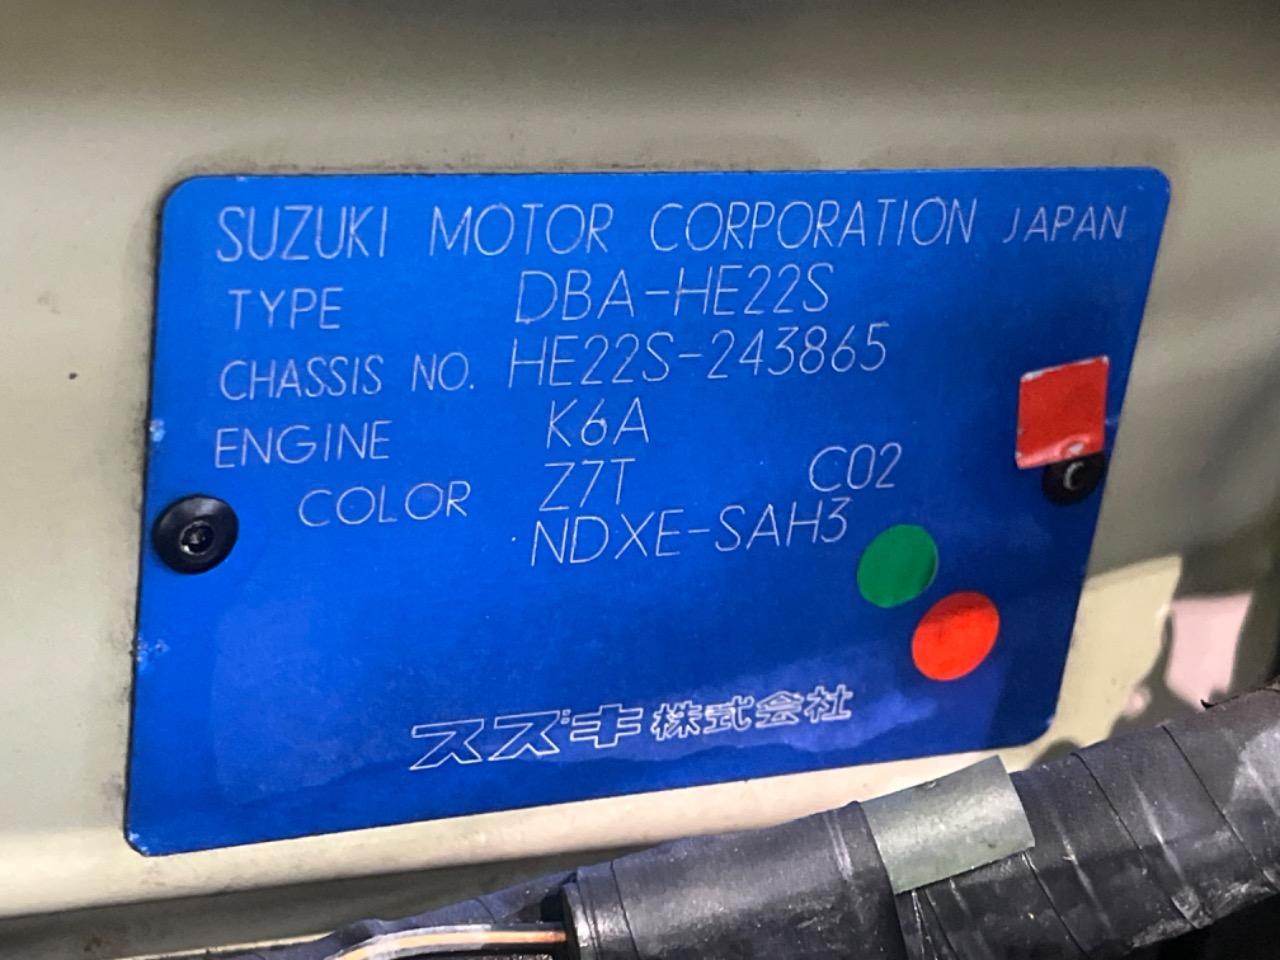 SUZUKI MOTOR CORPORATION JAPAN
TYPE DBA-HE22S
CHASSIS NO. HE22S-243865
ENGINE K6A
COLOR Z7T C02
NDXE-SAH3
スズキ株式会社